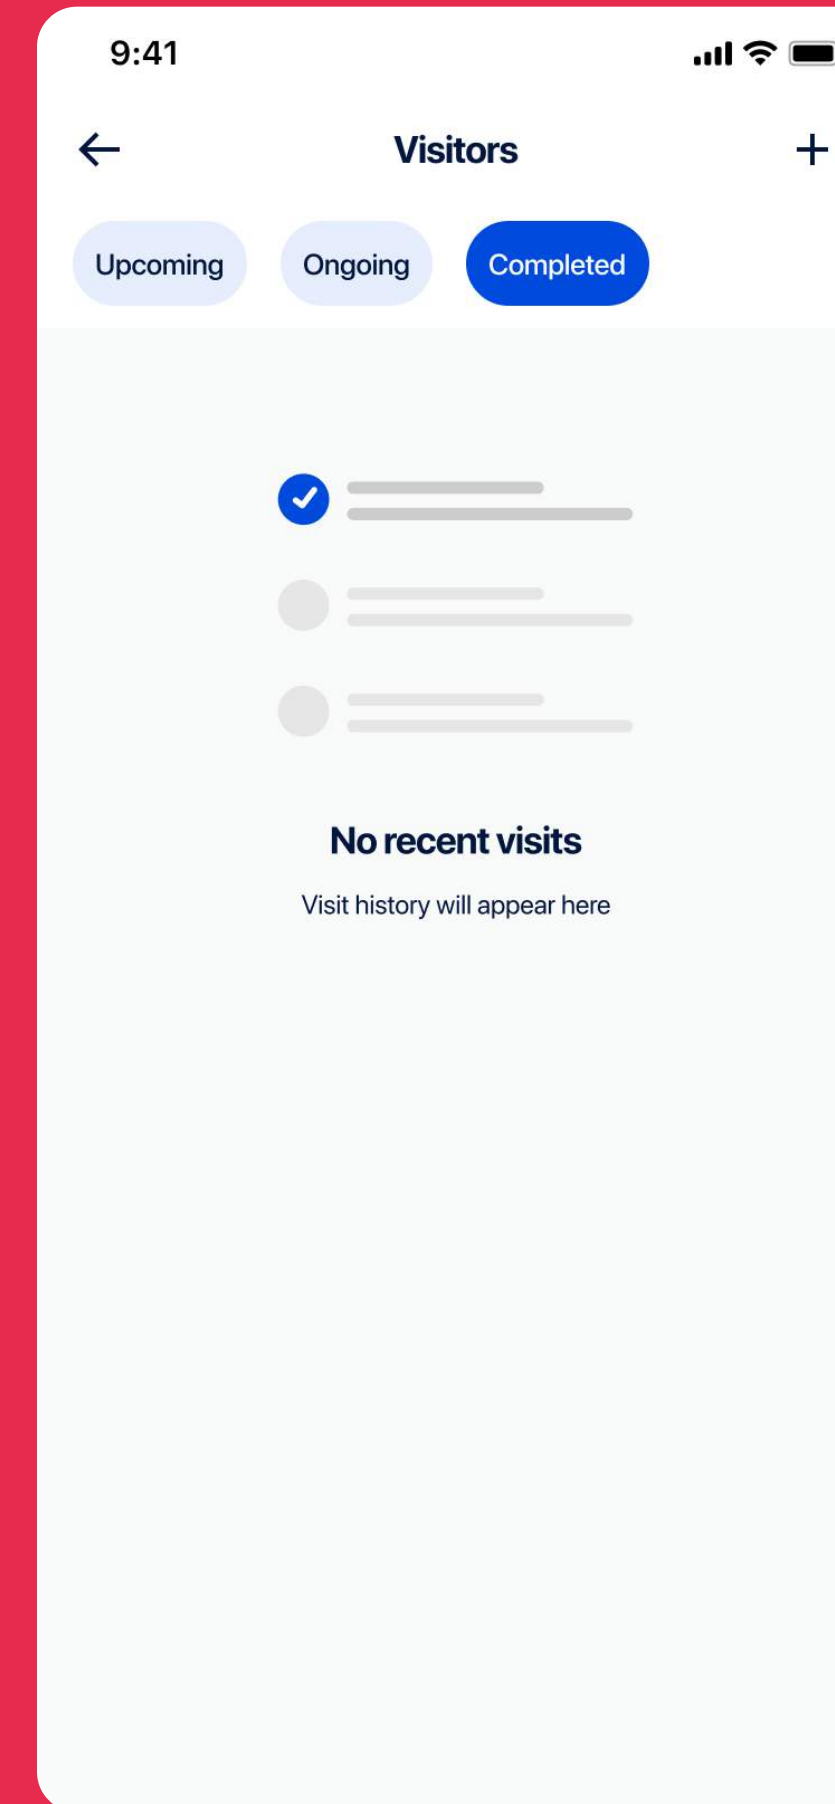 9:41
Visitors
Upcoming Ongoing Completed
No recent visits
Visit history will appear here